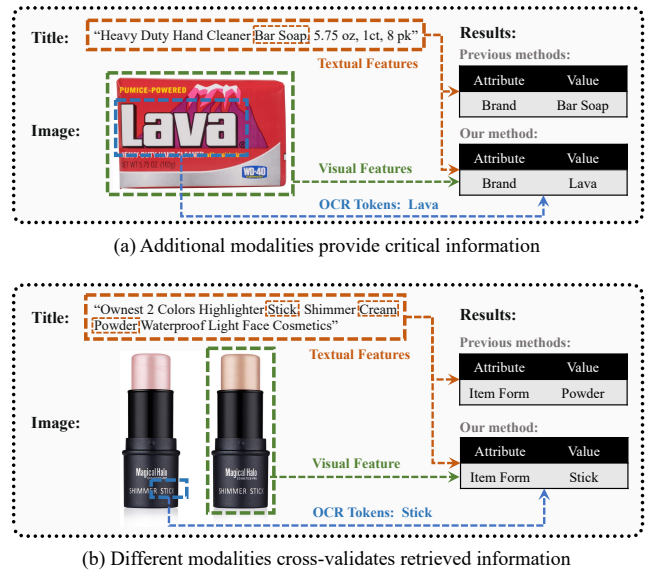 Title:
“Heavy Duty Hand Cleaner Bar Soap, 5.75 oz, 1ct, 8 pk”
Results:
Textual Features
Previous methods:
Attribute Value
Brand Bar Soap
Image:
PUMICE-POWERED
Lava
WD-40
Our method:
Attribute Value
Brand Lava
Visual Features
OCR Tokens: Lava
(a) Additional modalities provide critical information
Title:
“Ownest 2 Colors Highlighter Stick, Shimmer Cream
Powder Waterproof Light Face Cosmetics”
Results:
Textual Features
Previous methods:
Attribute Value
Item Form Powder
Image:
Our method:
Attribute Value
Item Form Stick
Magical Halo
SHIMMER STICK
Magical Halo
SHIMMER STICK
Visual Feature
OCR Tokens: Stick
(b) Different modalities cross-validates retrieved information